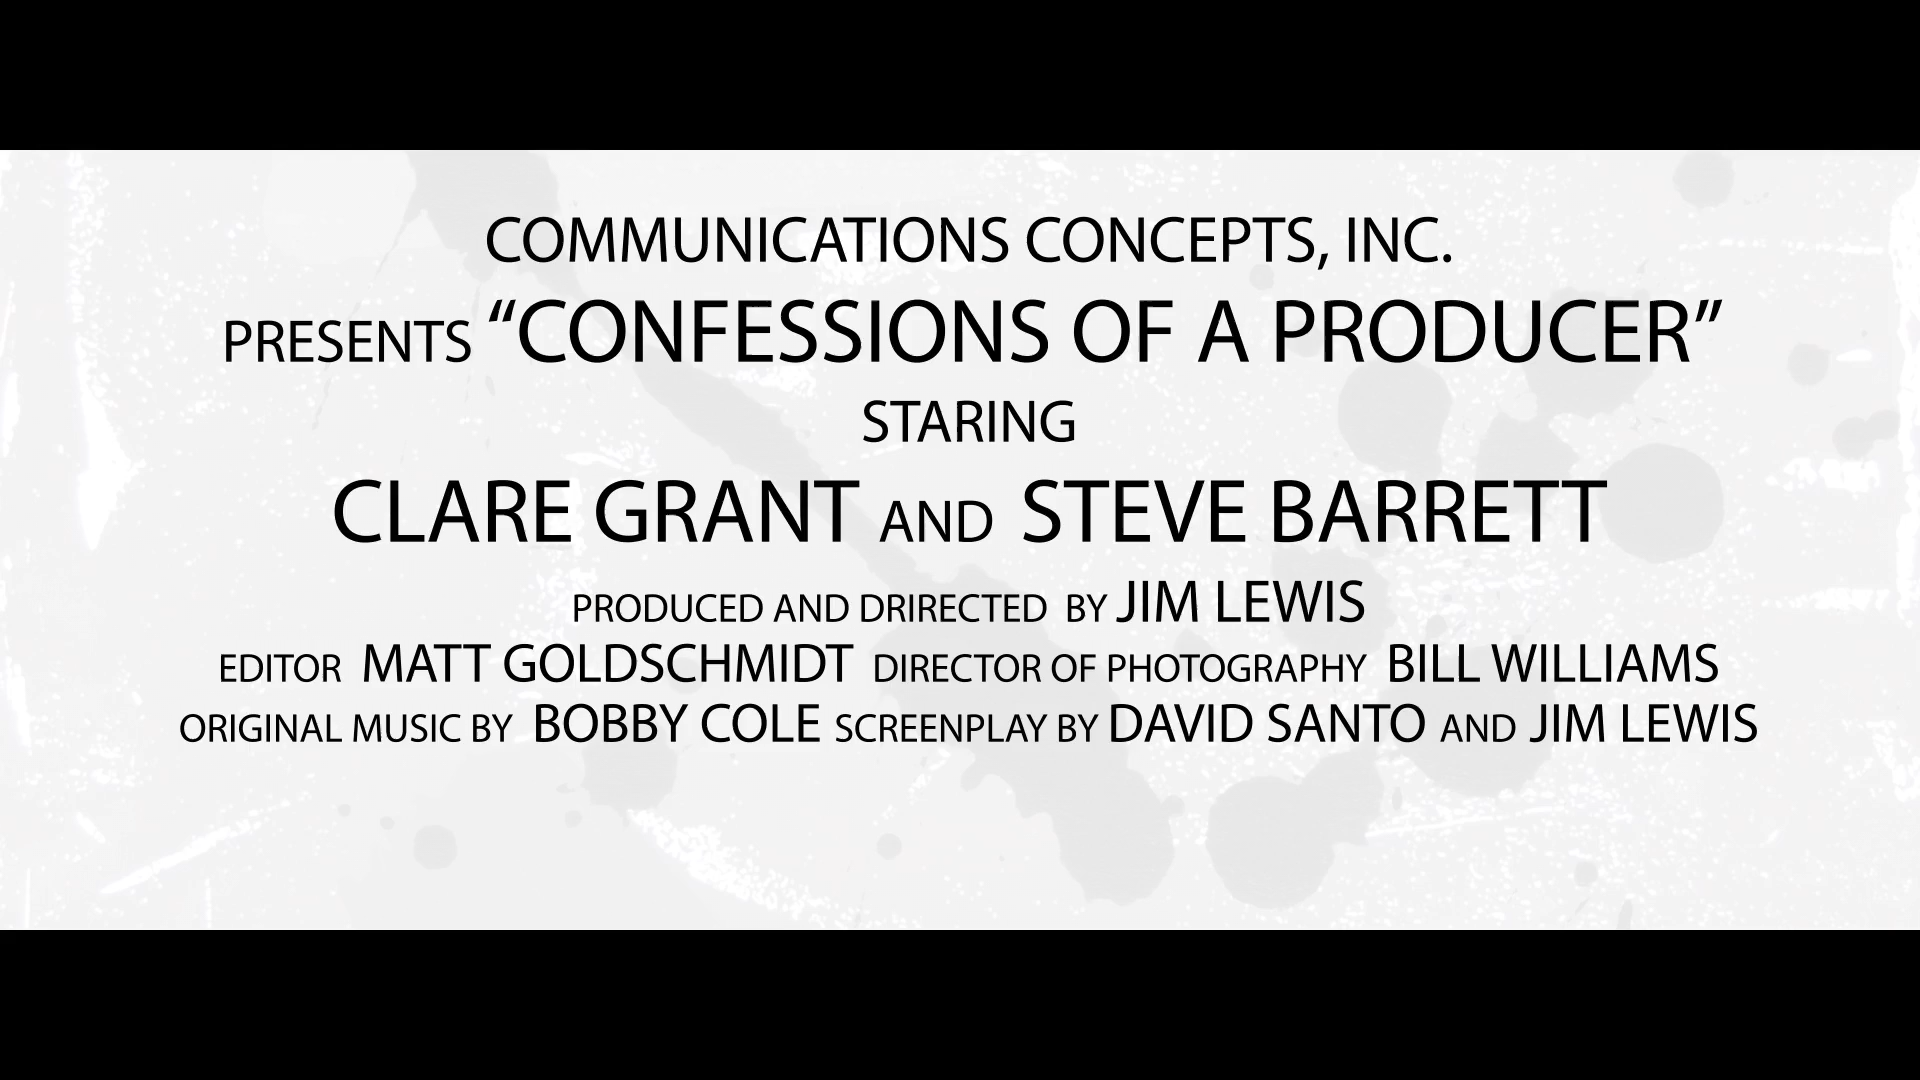 COMMUNICATIONS CONCEPTS, INC.
PRESENTS “CONFESSIONS OF A PRODUCER”
STARING
CLARE GRANT AND STEVE BARRETT
PRODUCED AND DRIRECTED BY JIM LEWIS
EDITOR MATT GOLDSCHMIDT DIRECTOR OF PHOTOGRAPHY BILL WILLIAMS
ORIGINAL MUSIC BY BOBBY COLE SCREENPLAY BY DAVID SANTO AND JIM LEWIS